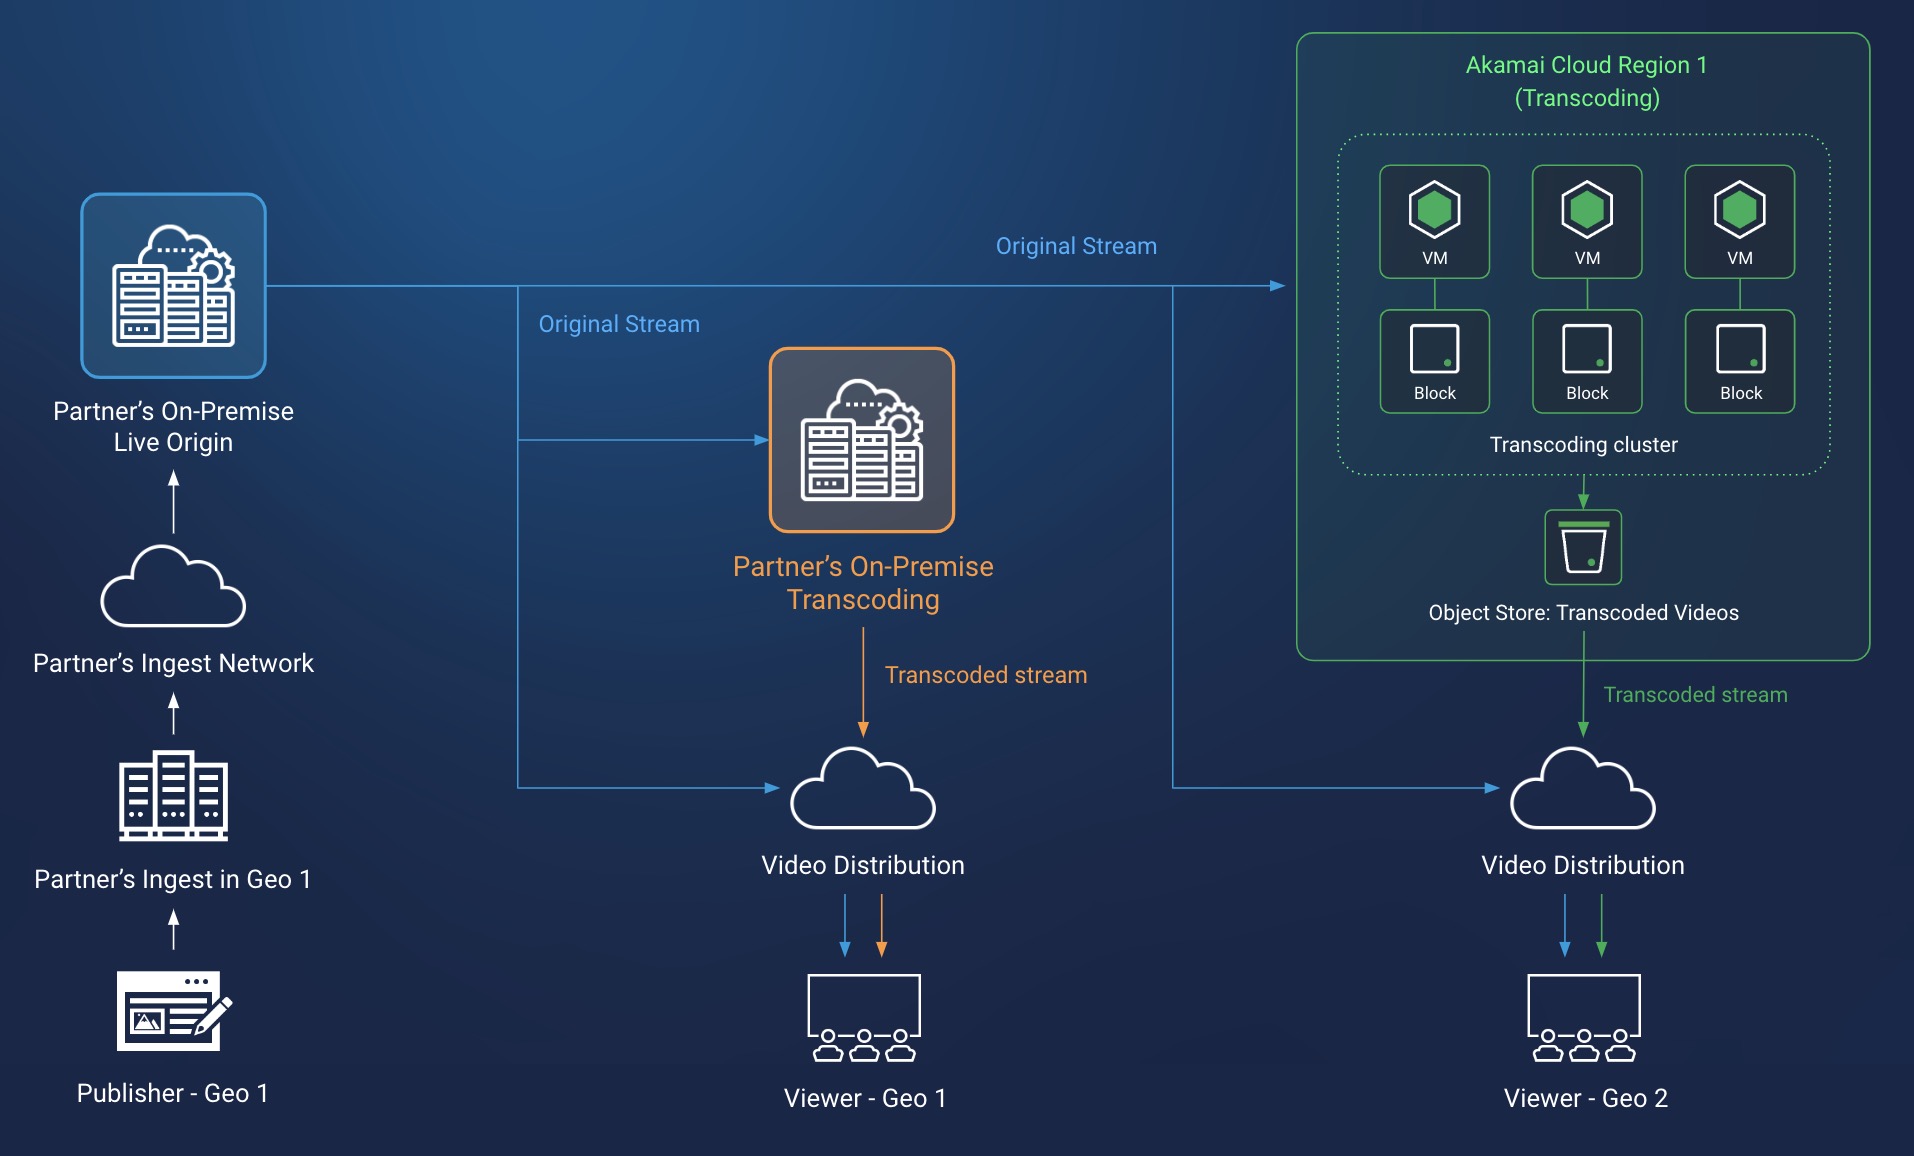 Akamai Cloud Region 1
(Transcoding)
VM
VM
VM
Block
Block
Block
Transcoding cluster
Object Store: Transcoded Videos
Transcoded stream
Original Stream
Original Stream
Partner’s On-Premise
Live Origin
Partner’s Ingest Network
Partner’s Ingest in Geo 1
Publisher - Geo 1
Partner’s On-Premise
Transcoding
Transcoded stream
Video Distribution
Viewer - Geo 1
Video Distribution
Viewer - Geo 2